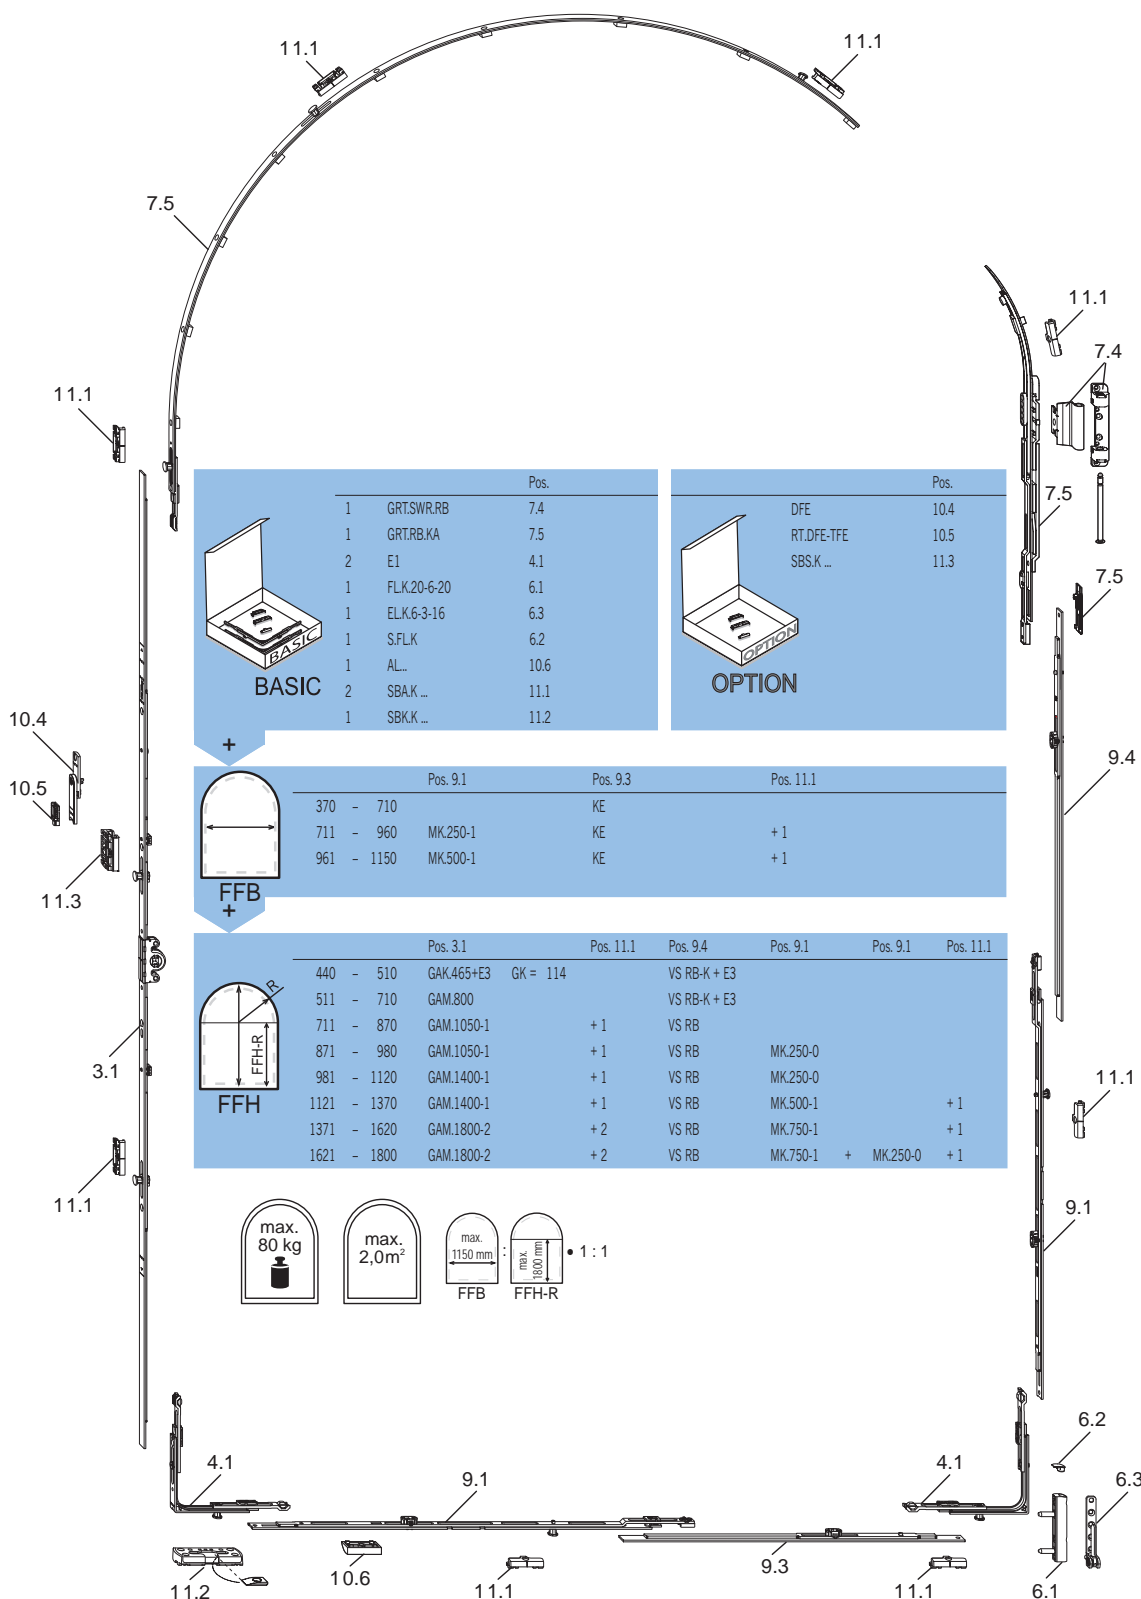 11.1
11.1
7.5
11.1
7.4
11.1
7.5
7.5
Pos.
1 GRT.SWR.RB 7.4
1 GRT.RB.KA 7.5
2 E1 4.1
1 FL.K.20-6-20 6.1
1 EL.K.6-3-16 6.3
1 S.FL.K 6.2
1 AL... 10.6
2 SBA.K ... 11.1
1 SBK.K ... 11.2
BASIC
BASIC
Pos.
DFE 10.4
RT.DFE-TFE 10.5
SBS.K ... 11.3
OPTION
OPTION
+
10.4
10.5
11.3
9.4
Pos. 9.1 Pos. 9.3 Pos. 11.1
370 – 710 KE
711 – 960 MK.250-1 KE + 1
961 – 1150 MK.500-1 KE + 1
FFB
+
Pos. 3.1 Pos. 11.1 Pos. 9.4 Pos. 9.1 Pos. 9.1 Pos. 11.1
440 – 510 GAK.465+E3 GK = 114 VS RB-K + E3
511 – 710 GAM.800 VS RB-K + E3
711 – 870 GAM.1050-1 + 1 VS RB
871 – 980 GAM.1050-1 + 1 VS RB MK.250-0
981 – 1120 GAM.1400-1 + 1 VS RB MK.250-0
1121 – 1370 GAM.1400-1 + 1 VS RB MK.500-1 + 1
1371 – 1620 GAM.1800-2 + 2 VS RB MK.750-1 + 1
1621 – 1800 GAM.1800-2 + 2 VS RB MK.750-1 + MK.250-0 + 1
R
FFH-R
FFH
3.1
11.1
11.1
9.1
max.
80 kg
max.
2,0m²
max.
1150 mm
FFB
:
max.
1800 mm
FFH-R
• 1 : 1
4.1
9.1
4.1
6.2
6.3
11.2
10.6
11.1
9.3
11.1
6.1